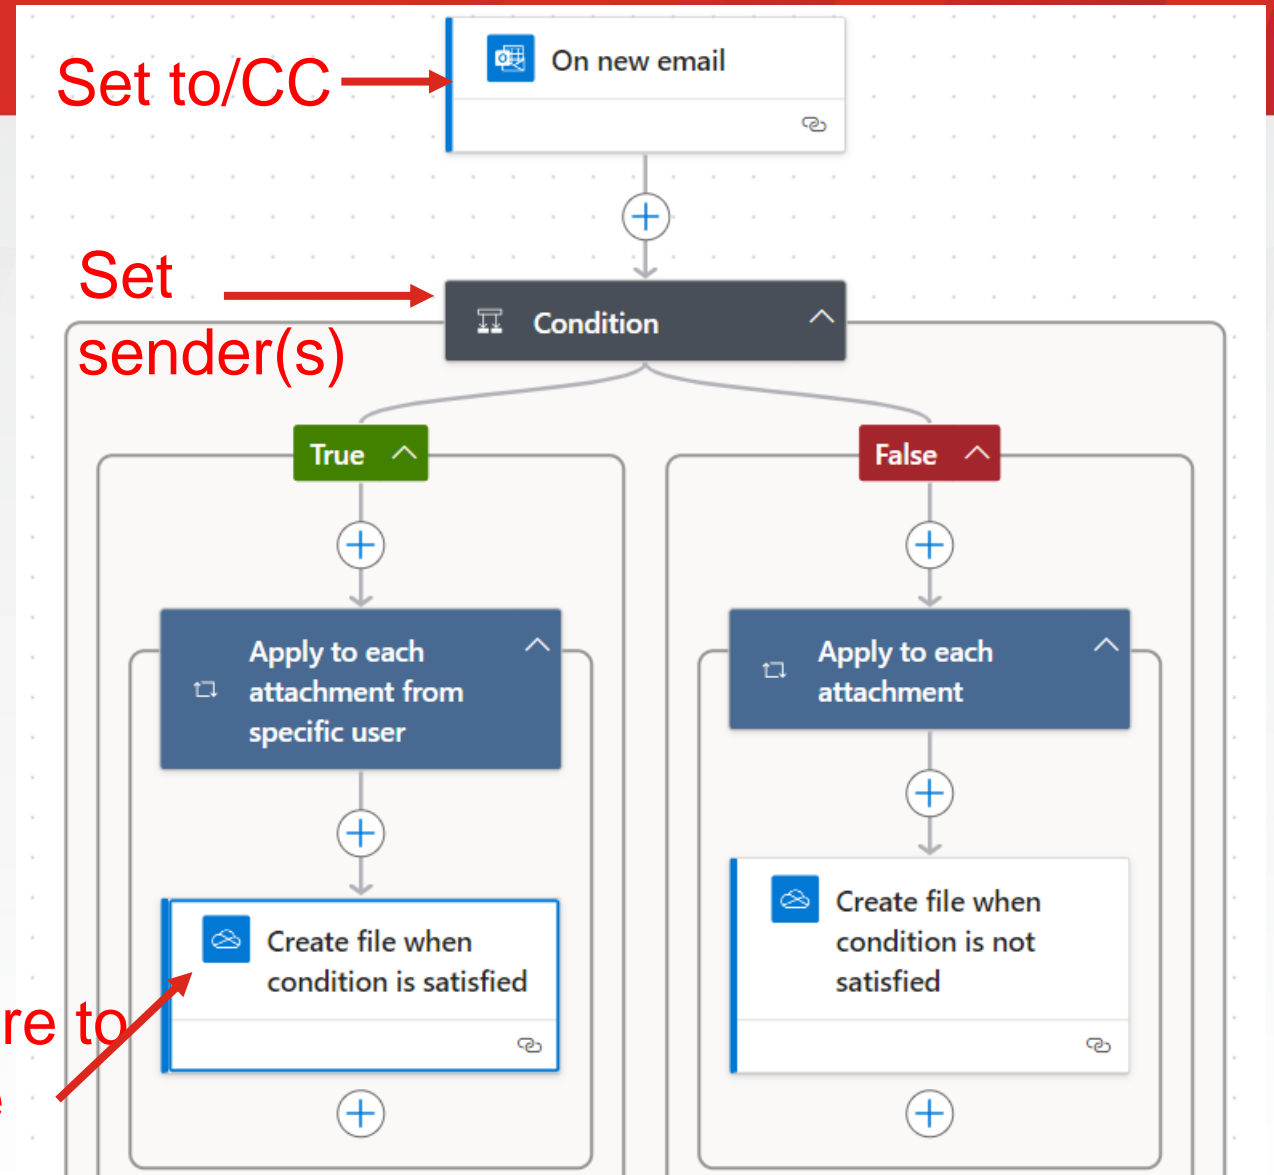 Set to/CC
On new email
Set
sender(s)
Condition
True
False
Apply to each
attachment from
specific user
Apply to each
attachment
Create file when
condition is satisfied
Create file when
condition is not
satisfied
to